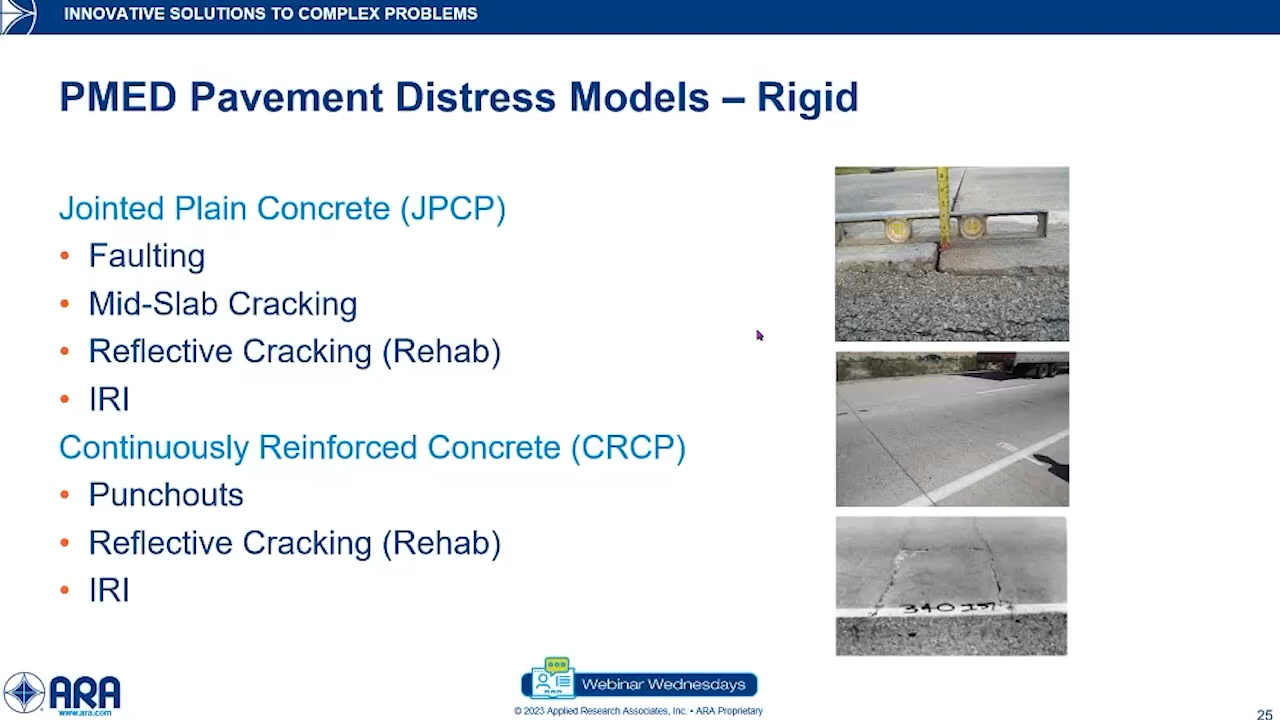 INNOVATIVE SOLUTIONS TO COMPLEX PROBLEMS
PMED Pavement Distress Models – Rigid
Jointed Plain Concrete (JPCP)
• Faulting
• Mid-Slab Cracking
• Reflective Cracking (Rehab)
• IRI
Continuously Reinforced Concrete (CRCP)
• Punchouts
• Reflective Cracking (Rehab)
• IRI
ARA
www.ara.com
Webinar Wednesdays
© 2023 Applied Research Associates, Inc. • ARA Proprietary
25